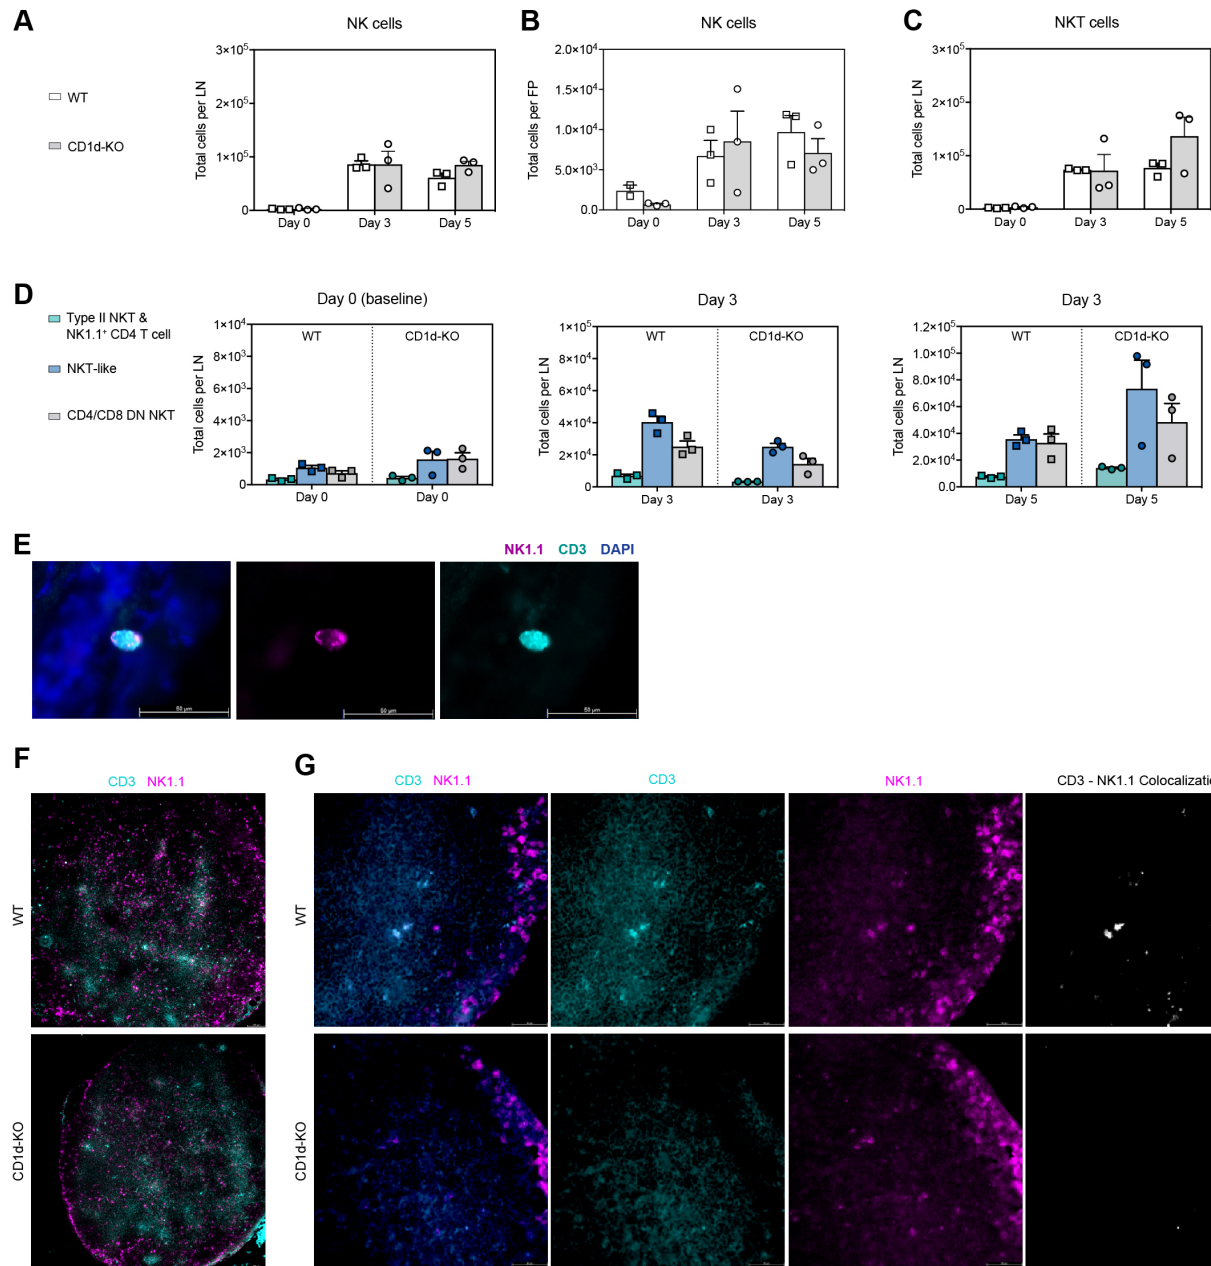 A
NK cells
WT
CD1d-KO
Total cells per LN
3×10⁵
2×10⁵
1×10⁵
0
Day 0
Day 3
Day 5
B
NK cells
Total cells per FP
2.0×10⁴
1.5×10⁴
1.0×10⁴
5.0×10³
0.0
Day 0
Day 3
Day 5
C
NKT cells
Total cells per LN
3×10⁵
2×10⁵
1×10⁵
0
Day 0
Day 3
Day 5
D
Type II NKT &
NK1.1⁺ CD4 T cell
NKT-like
CD4/CD8 DN NKT
Day 0 (baseline)
WT
CD1d-KO
Total cells per LN
1×10⁴
8×10³
6×10³
4×10³
2×10³
0
Day 0
Day 0
Day 3
WT
CD1d-KO
Total cells per LN
1×10⁵
8×10⁴
6×10⁴
4×10⁴
2×10⁴
0
Day 3
Day 3
Day 3
WT
CD1d-KO
Total cells per LN
1.2×10⁵
1.0×10⁵
8.0×10⁴
6.0×10⁴
4.0×10⁴
2.0×10⁴
0.0
Day 5
Day 5
E
NK1.1 CD3 DAPI
50 µm
50 µm
50 µm
F
CD3 NK1.1
WT
CD1d-KO
G
CD3 NK1.1
CD3
NK1.1
CD3 - NK1.1 Colocalizati
WT
CD1d-KO